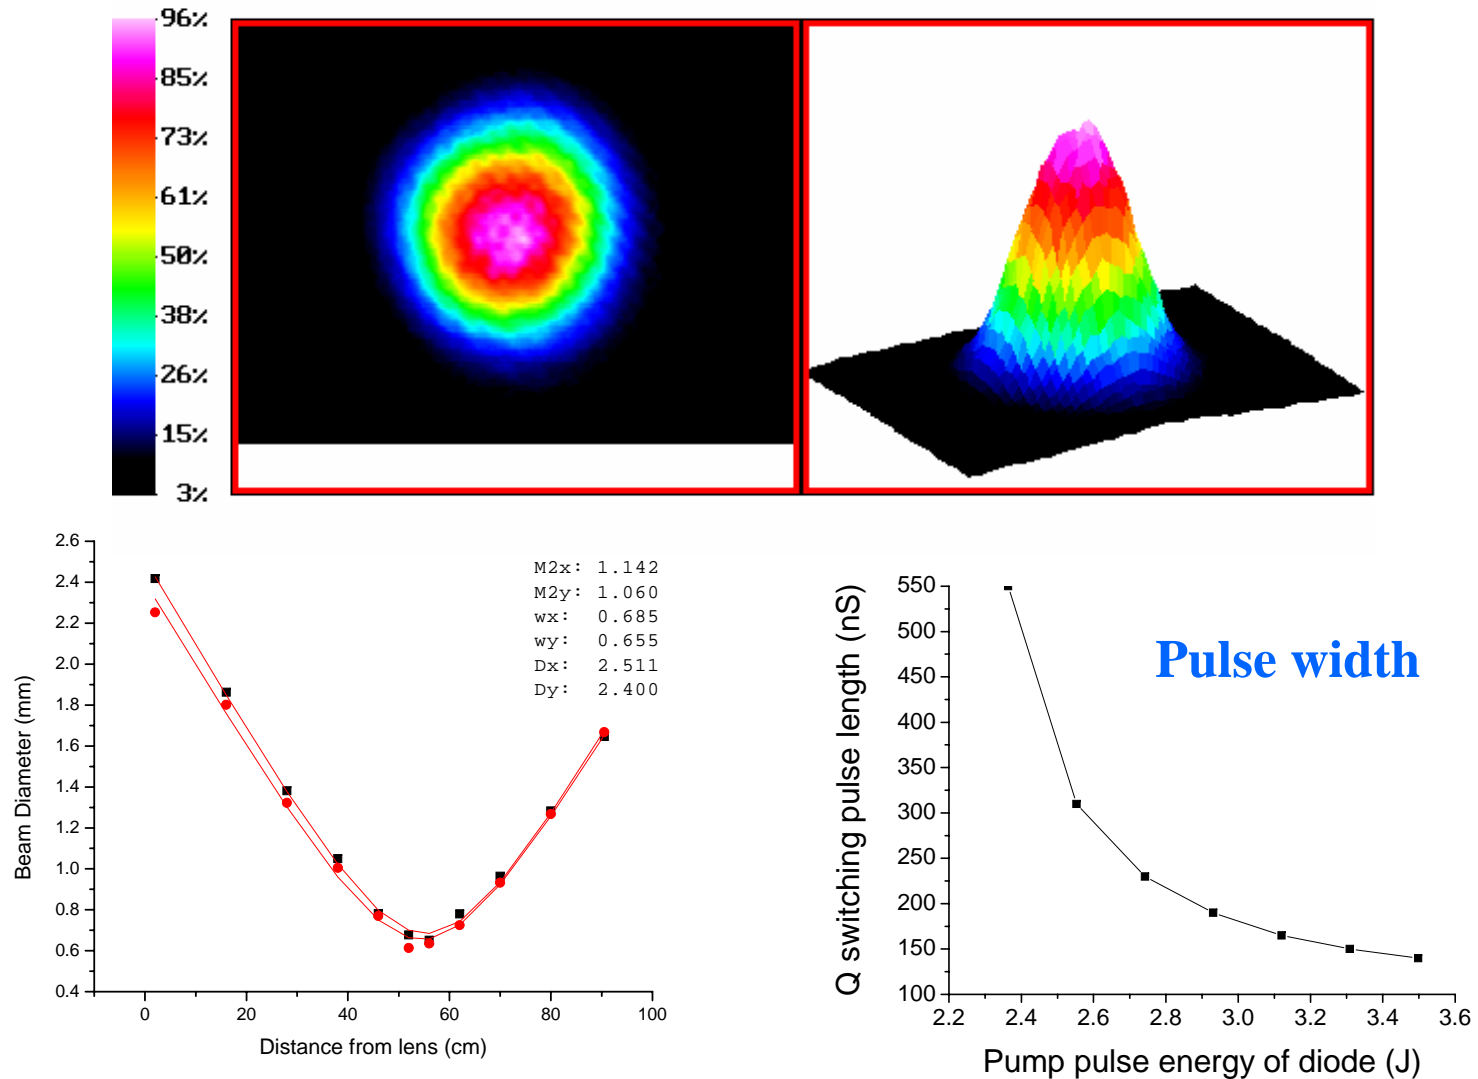 96%
85%
73%
61%
50%
38%
26%
15%
3%
2.6
2.4
2.2
2.0
1.8
1.6
1.4
1.2
1.0
0.8
0.6
0.4
Beam Diameter (mm)
0 20 40 60 80 100
Distance from lens (cm)
M2x: 1.142
M2y: 1.060
wx: 0.685
wy: 0.655
Dx: 2.511
Dy: 2.400
550
500
450
400
350
300
250
200
150
100
Q switching pulse length (nS)
Pulse width
2.2 2.4 2.6 2.8 3.0 3.2 3.4 3.6
Pump pulse energy of diode (J)